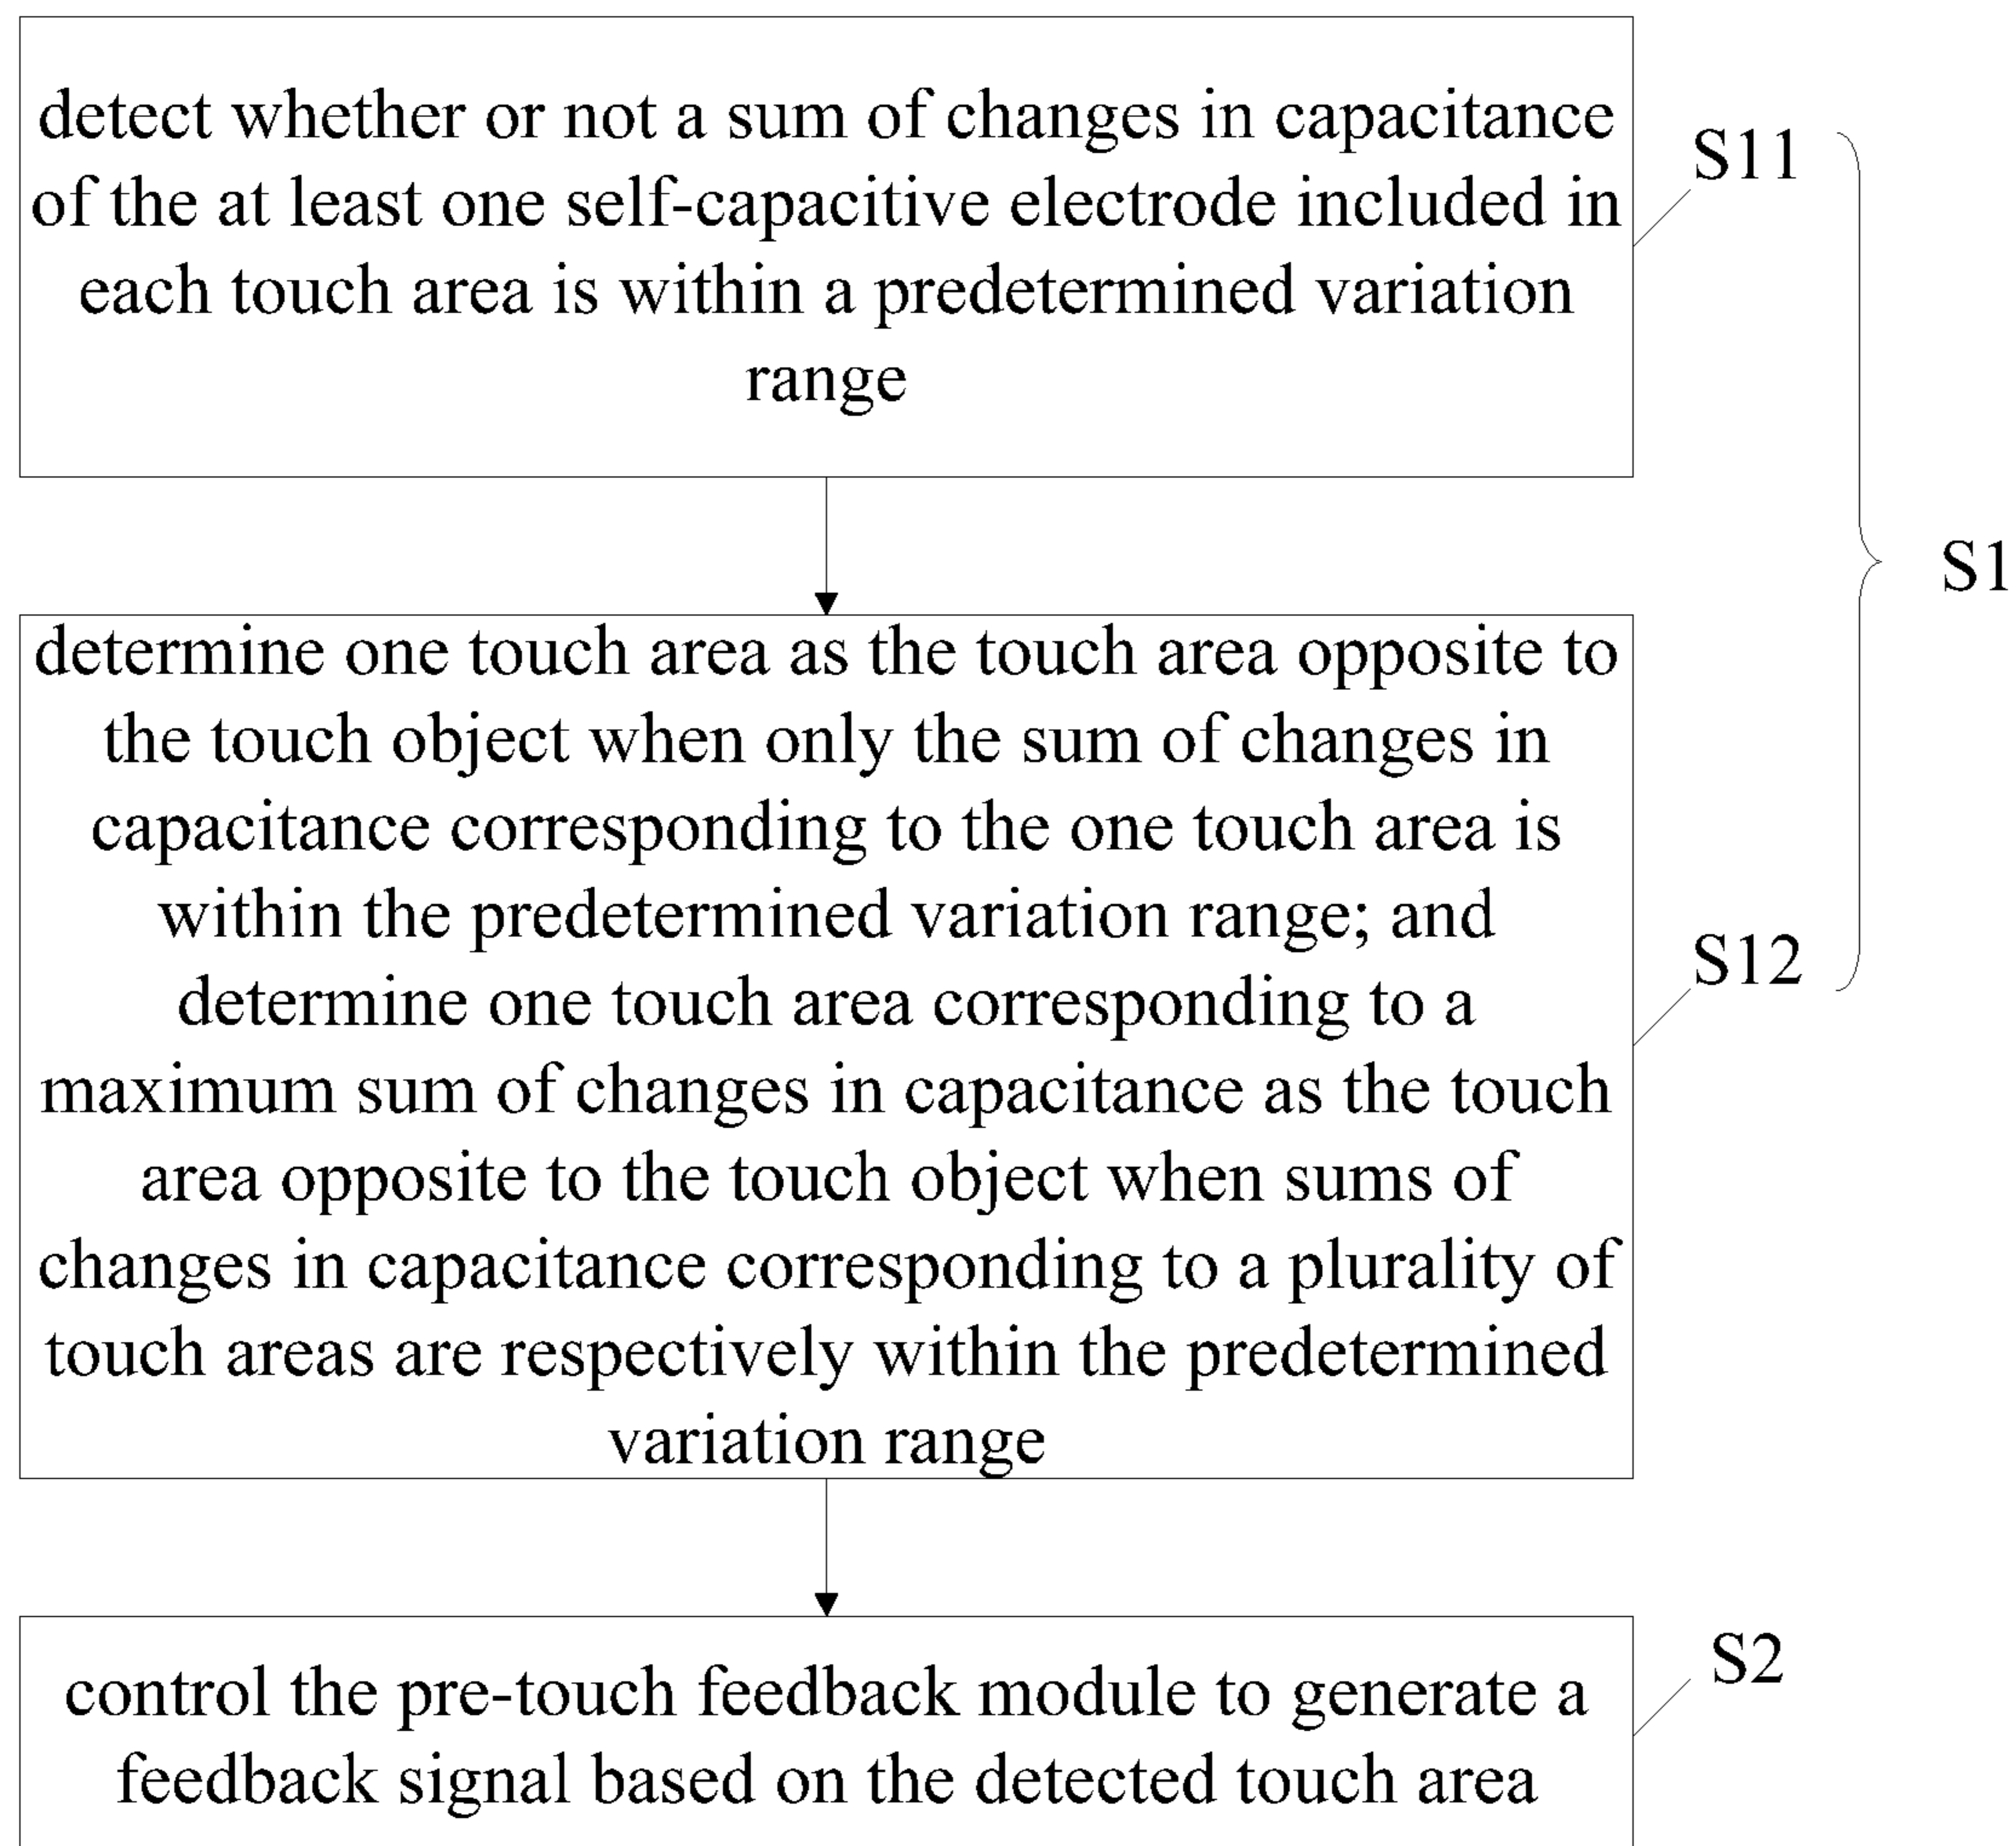 detect whether or not a sum of changes in capacitance
of the at least one self-capacitive electrode included in
each touch area is within a predetermined variation
range
S11
S1
determine one touch area as the touch area opposite to
the touch object when only the sum of changes in
capacitance corresponding to the one touch area is
within the predetermined variation range; and
determine one touch area corresponding to a
maximum sum of changes in capacitance as the touch
area opposite to the touch object when sums of
changes in capacitance corresponding to a plurality of
touch areas are respectively within the predetermined
variation range
S12
control the pre-touch feedback module to generate a
feedback signal based on the detected touch area
S2